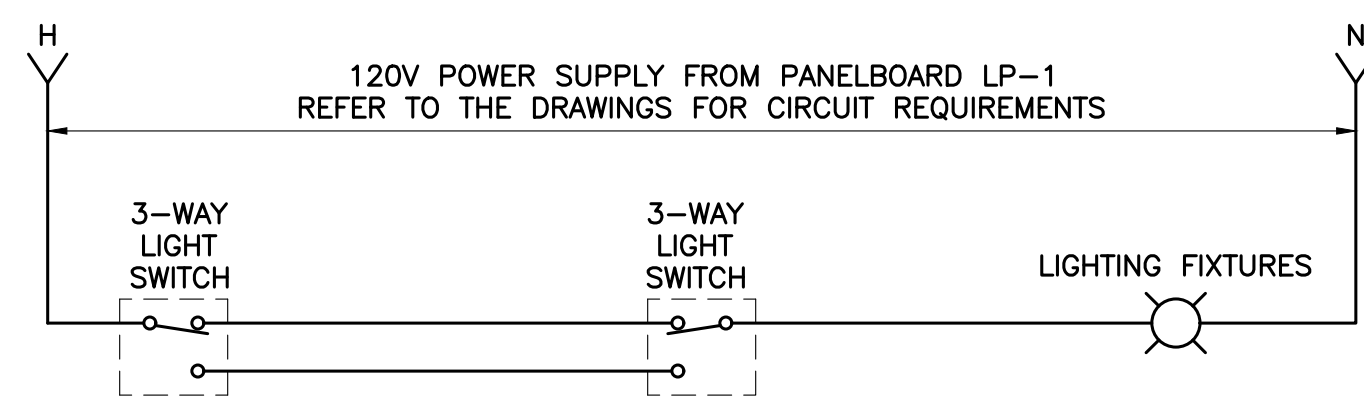 H
N
120V POWER SUPPLY FROM PANELBOARD LP-1
REFER TO THE DRAWINGS FOR CIRCUIT REQUIREMENTS
3-WAY
LIGHT
SWITCH
3-WAY
LIGHT
SWITCH
LIGHTING FIXTURES